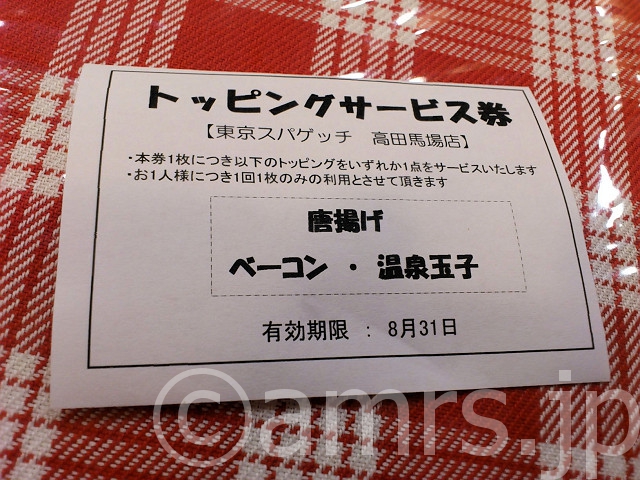 トッピングサービス券
【東京スパゲッチ 高田馬場店】
・本券1枚につき以下のトッピングをいずれか1点をサービスいたします
・お1人様につき1回1枚のみの利用とさせて頂きます
唐揚げ
ベーコン ・ 温泉玉子
有効期限 : 8月31日
©amrs.jp